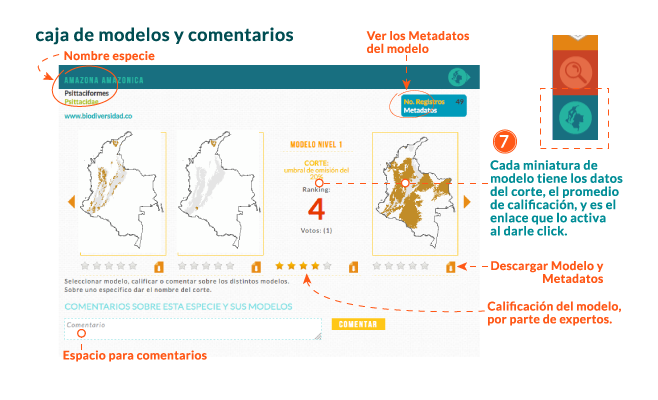 caja de modelos y comentarios
Nombre especie
Ver los Metadatos
del modelo
AMAZONA AMAZONICA
Psittaciformes
Psittacidae
www.biodiversidad.co
No. Registros 49
Metadatos
MODELO NIVEL 1
CORTE:
umbral de omisión del
20%
Ranking:
4
Votos: (1)
7
Cada miniatura de
modelo tiene los datos
del corte, el promedio
de calificación, y es el
enlace que lo activa
al darle click.
Descargar Modelo y
Metadatos
Seleccionar modelo, calificar o comentar sobre los distintos modelos.
Sobre uno específico dar el nombre del corte.
COMENTARIOS SOBRE ESTA ESPECIE Y SUS MODELOS
Calificación del modelo,
por parte de expertos.
Comentario
COMENTAR
Espacio para comentarios